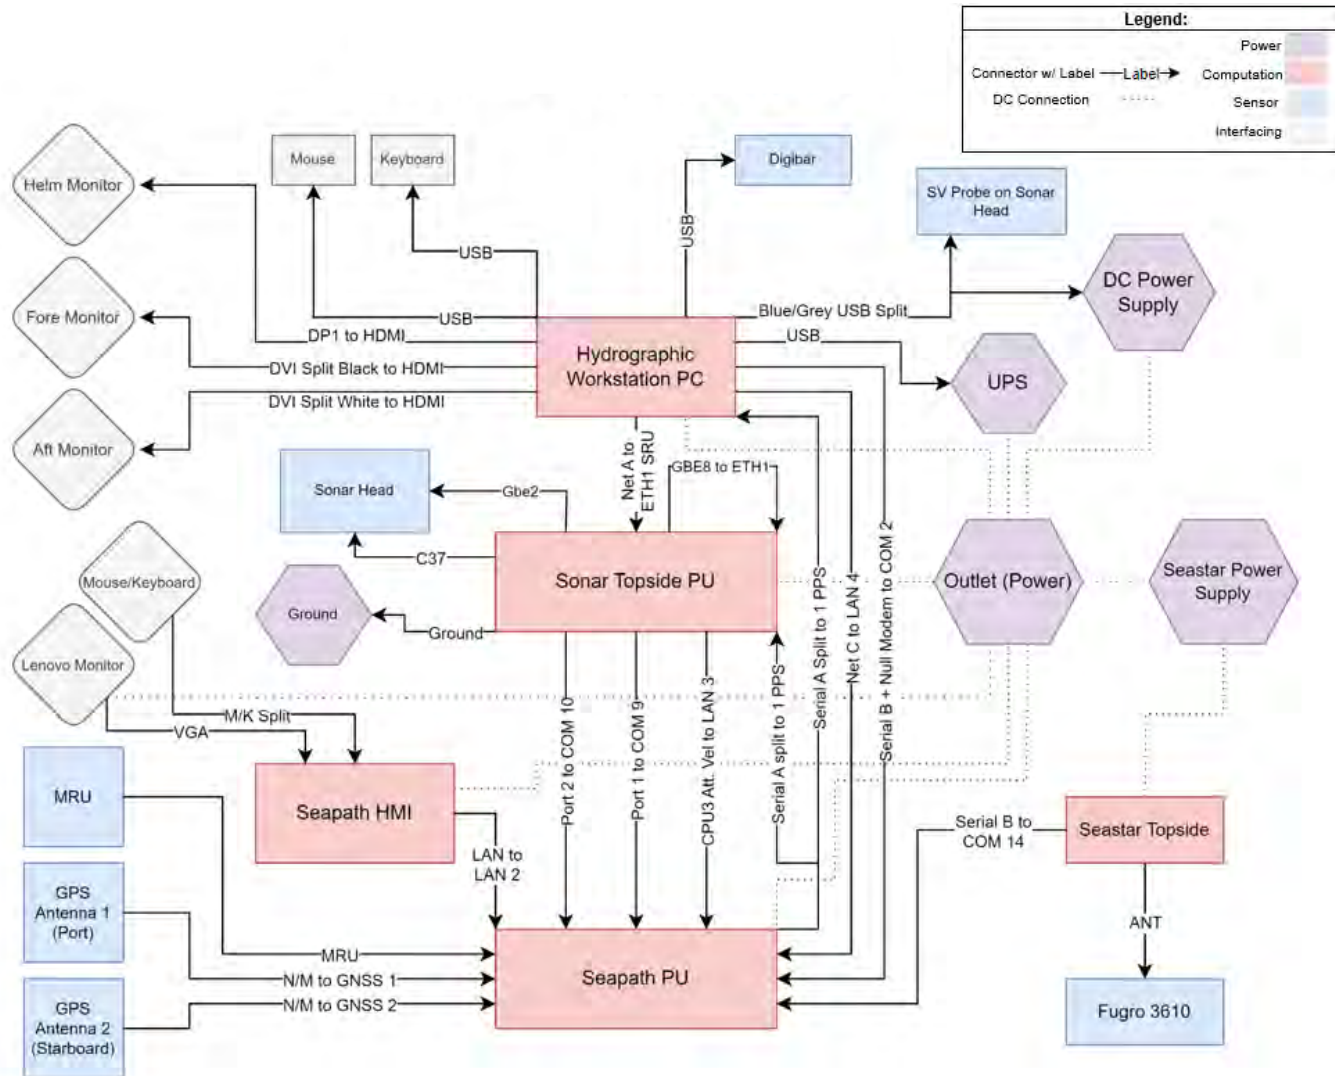 Legend:
Power
Connector w/ Label
Label
Computation
DC Connection
Sensor
Interfacing
Mouse
Keyboard
Digibar
Helm Monitor
SV Probe on Sonar
Head
USB
USB
DC Power
Supply
Fore Monitor
Blue/Grey USB Split
USB
USB
DP1 to HDMI
Hydrographic
Workstation PC
DVI Split Black to HDMI
UPS
DVI Split White to HDMI
Aft Monitor
Net A to
ETH1 SRU
GBE8 to ETH1
Sonar Head
Gbe2
C37
Mouse/Keyboard
Sonar Topside PU
Outlet (Power)
Seastar Power
Supply
Ground
Ground
Lenovo Monitor
M/K Split
VGA
Port 2 to COM 10
Port 1 to COM 9
CPU3 Att. Vel to LAN 3
Serial A split to 1 PPS
Serial A Split to 1 PPS
Net C to LAN 4
Serial B + Null Modem to COM 2
MRU
Seapath HMI
Serial B to
COM 14
Seastar Topside
LAN to
LAN 2
GPS
Antenna 1
(Port)
ANT
MRU
N/M to GNSS 1
Seapath PU
N/M to GNSS 2
GPS
Antenna 2
(Starboard)
Fugro 3610